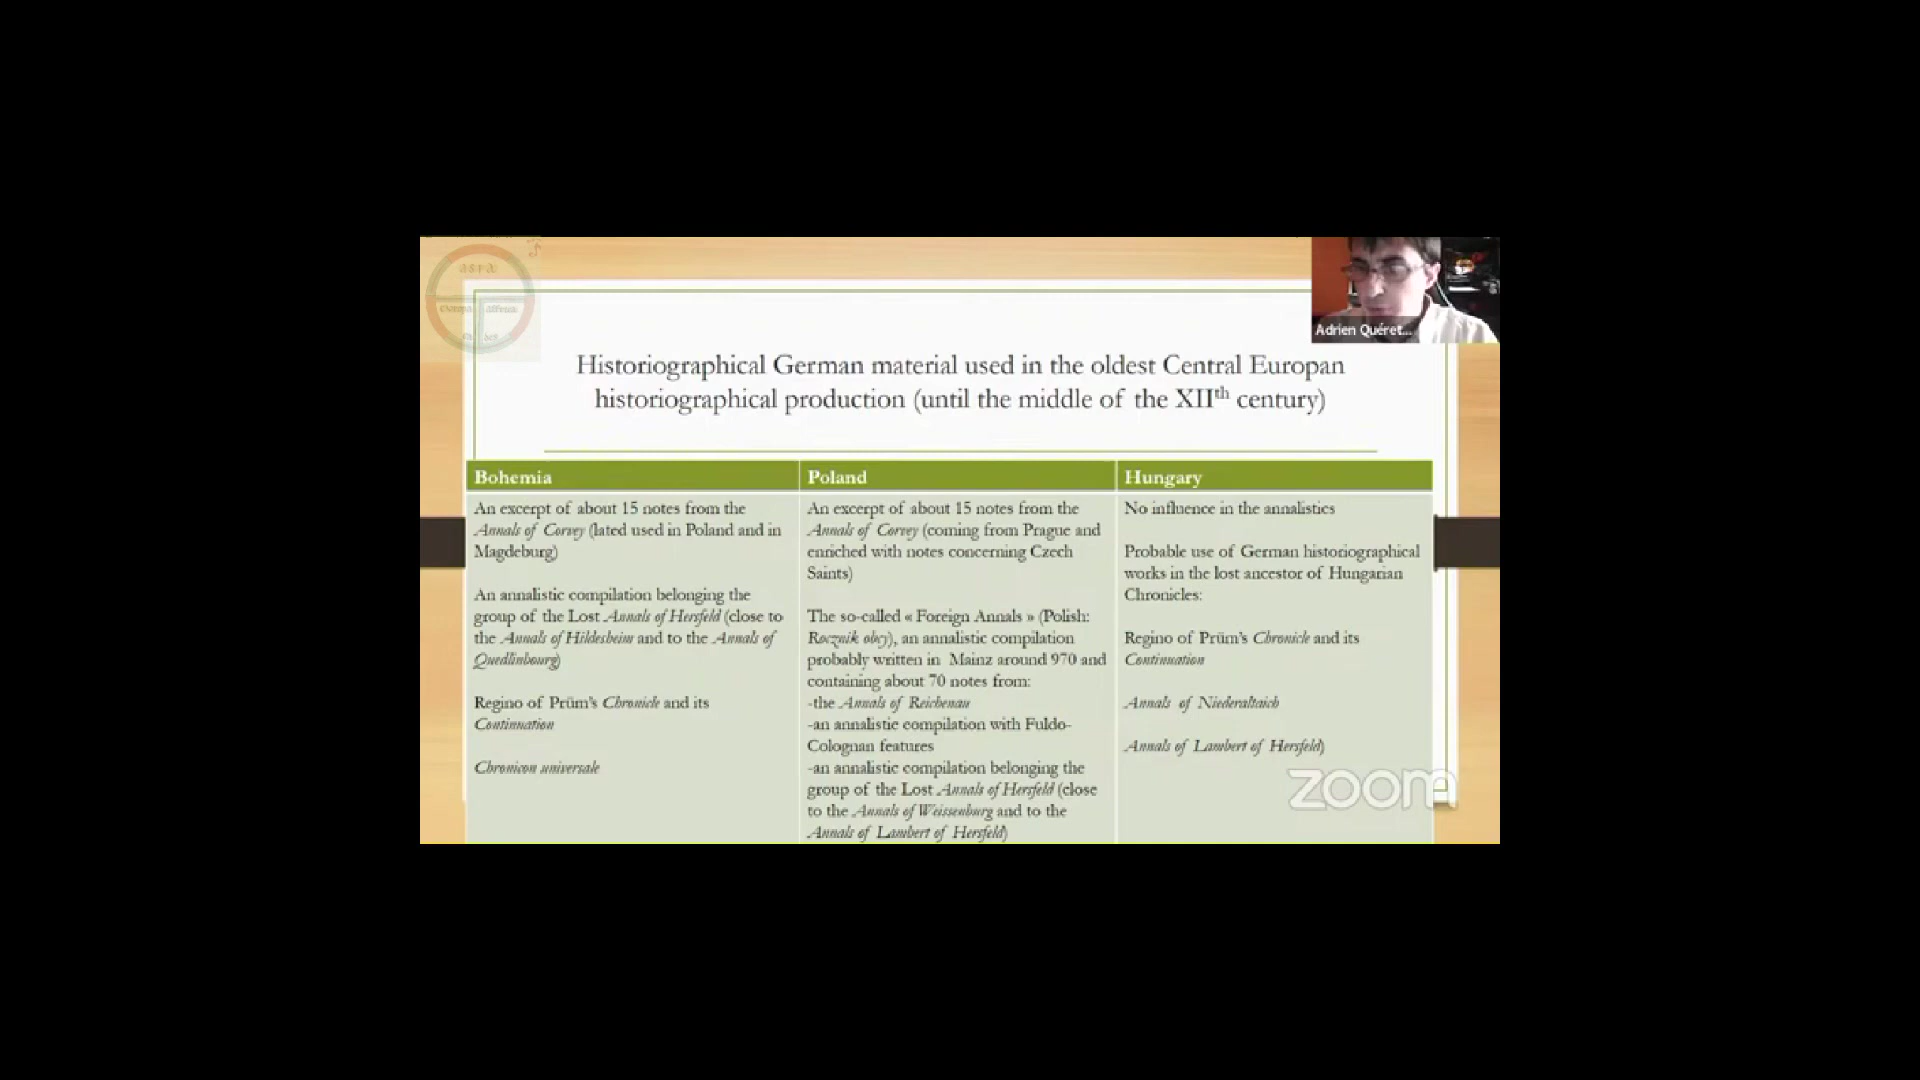 Adrien Quéret...
Historiographical German material used in the oldest Central Europan
historiographical production (until the middle of the XIIth century)
Bohemia
An excerpt of about 15 notes from the
Annals of Corvey (lated used in Poland and in
Magdeburg)
An annalistic compilation belonging the
group of the Lost Annals of Hersfeld (close to
the Annals of Hildesheim and to the Annals of
Quedlinbourg)
Regino of Prüm's Chronicle and its
Continuation
Chronicon universale
Poland
An excerpt of about 15 notes from the
Annals of Corvey (coming from Prague and
enriched with notes concerning Czech
Saints)
The so-called « Foreign Annals » (Polish:
Rocznik obcy), an annalistic compilation
probably written in Mainz around 970 and
containing about 70 notes from:
-the Annals of Reichenau
-an annalistic compilation with Fuldo-
Colognan features
-an annalistic compilation belonging the
group of the Lost Annals of Hersfeld (close
to the Annals of Weissenburg and to the
Annals of Lambert of Hersfeld)
Hungary
No influence in the annalistics
Probable use of German historiographical
works in the lost ancestor of Hungarian
Chronicles:
Regino of Prüm's Chronicle and its
Continuation
Annals of Niederaltaich
Annals of Lambert of Hersfeld)
zoom